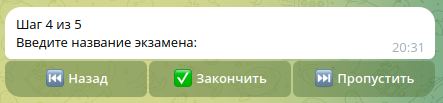 Шаг 4 из 5
Введите название экзамена:
20:31
Назад
Закончить
Пропустить